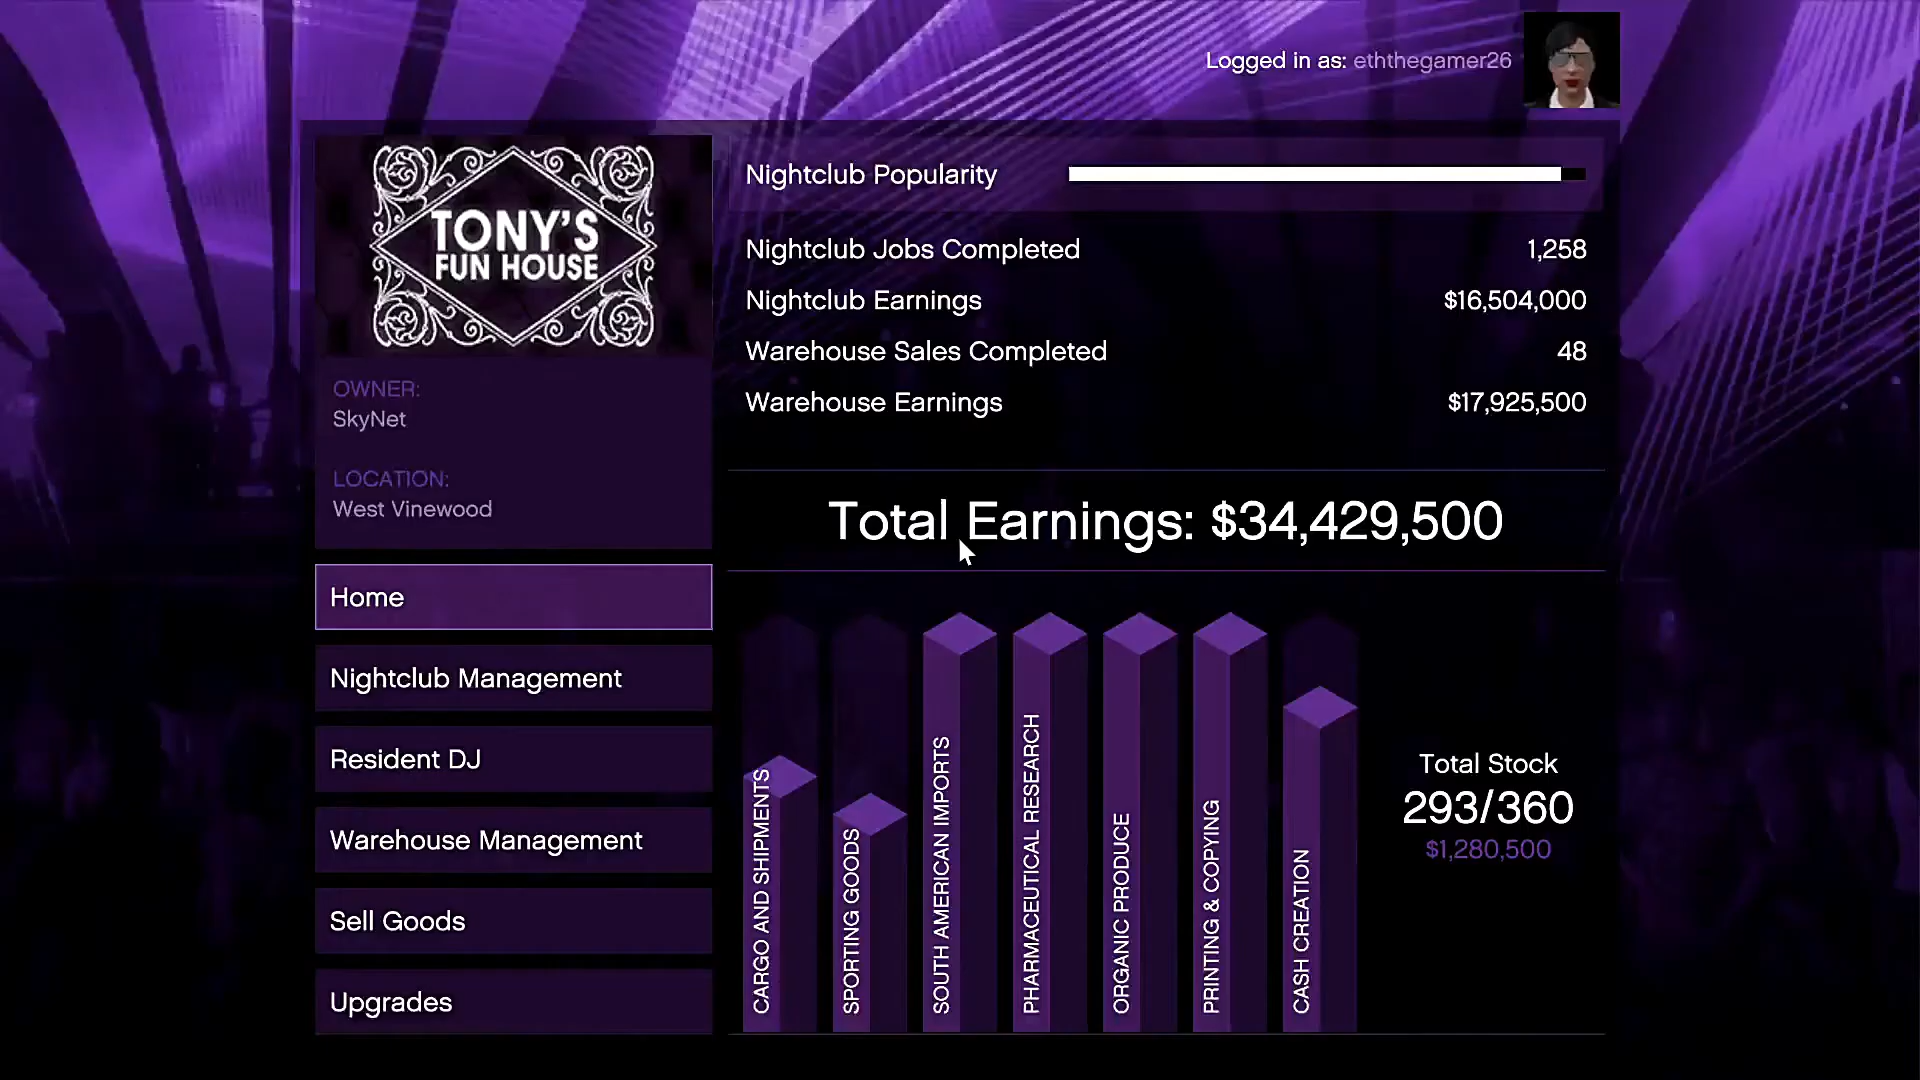 Logged in as: eththegamer26
TONY'S
FUN HOUSE
OWNER:
SkyNet
LOCATION:
West Vinewood
Home
Nightclub Management
Resident DJ
Warehouse Management
Sell Goods
Upgrades
Nightclub Popularity
Nightclub Jobs Completed 1,258
Nightclub Earnings $16,504,000
Warehouse Sales Completed 48
Warehouse Earnings $17,925,500
Total Earnings: $34,429,500
CARGO AND SHIPMENTS
SPORTING GOODS
SOUTH AMERICAN IMPORTS
PHARMACEUTICAL RESEARCH
ORGANIC PRODUCE
PRINTING & COPYING
CASH CREATION
Total Stock
293/360
$1,280,500